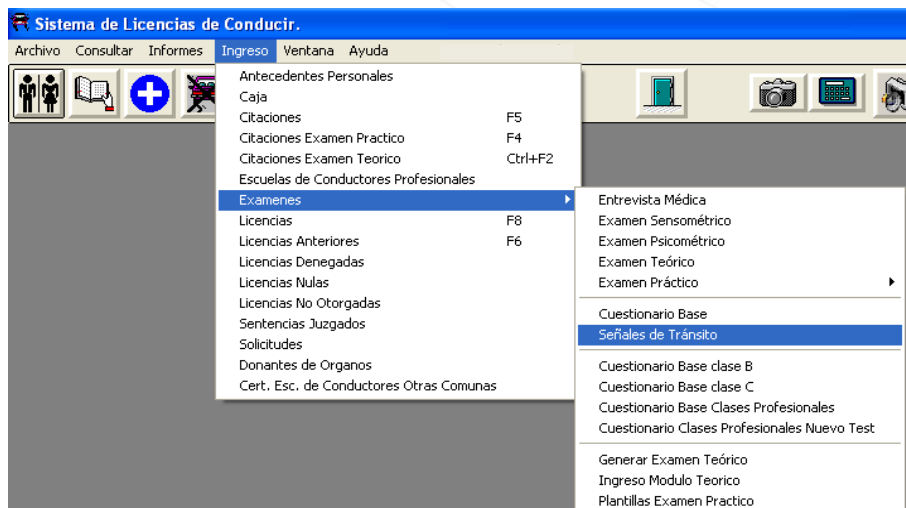 Sistema de Licencias de Conducir.
Archivo Consultar Informes Ingreso Ventana Ayuda
Antecedentes Personales
Caja
Citaciones F5
Citaciones Examen Practico F4
Citaciones Examen Teorico Ctrl+F2
Escuelas de Conductores Profesionales
Examenes
Licencias F8
Licencias Anteriores F6
Licencias Denegadas
Licencias Nulas
Licencias No Otorgadas
Sentencias Juzgados
Solicitudes
Donantes de Organos
Cert. Esc. de Conductores Otras Comunas
Entrevista Médica
Examen Sensométrico
Examen Psicométrico
Examen Teórico
Examen Práctico
Cuestionario Base
Señales de Tránsito
Cuestionario Base clase B
Cuestionario Base clase C
Cuestionario Base Clases Profesionales
Cuestionario Clases Profesionales Nuevo Test
Generar Examen Teórico
Ingreso Modulo Teorico
Plantillas Examen Practico